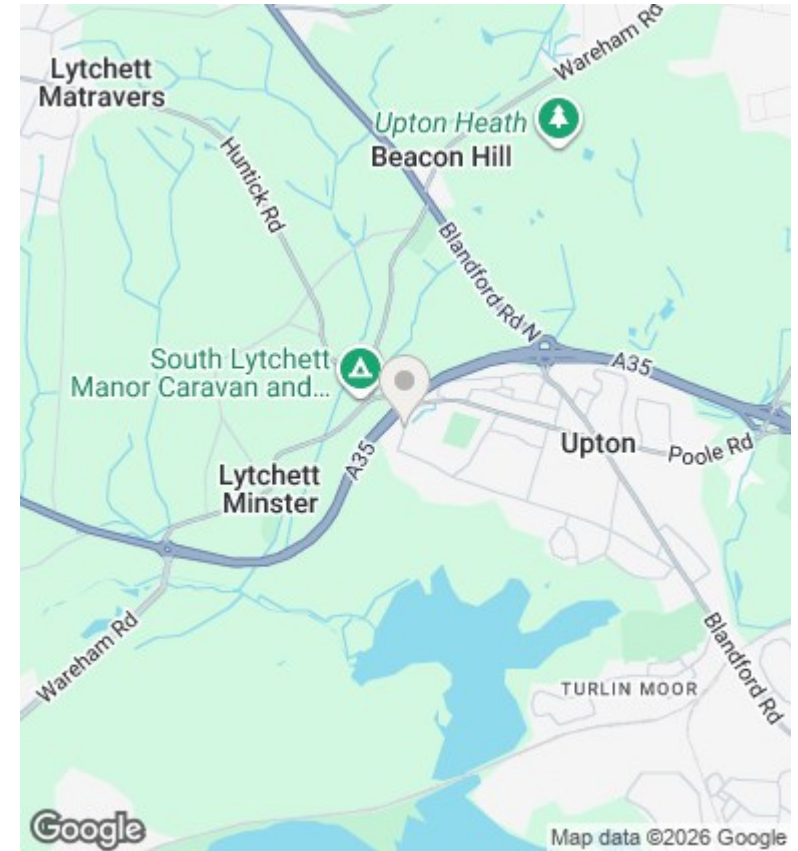 Lytchett
Matravers
Wareham Rd
Upton Heath
Beacon Hill
Huntick Rd
Blandford Rd N
South Lytchett
Manor Caravan and...
A35
A35
Upton
Poole Rd
Lytchett
Minster
Wareham Rd
Blandford Rd
TURLIN MOOR
Google
Map data ©2026 Google